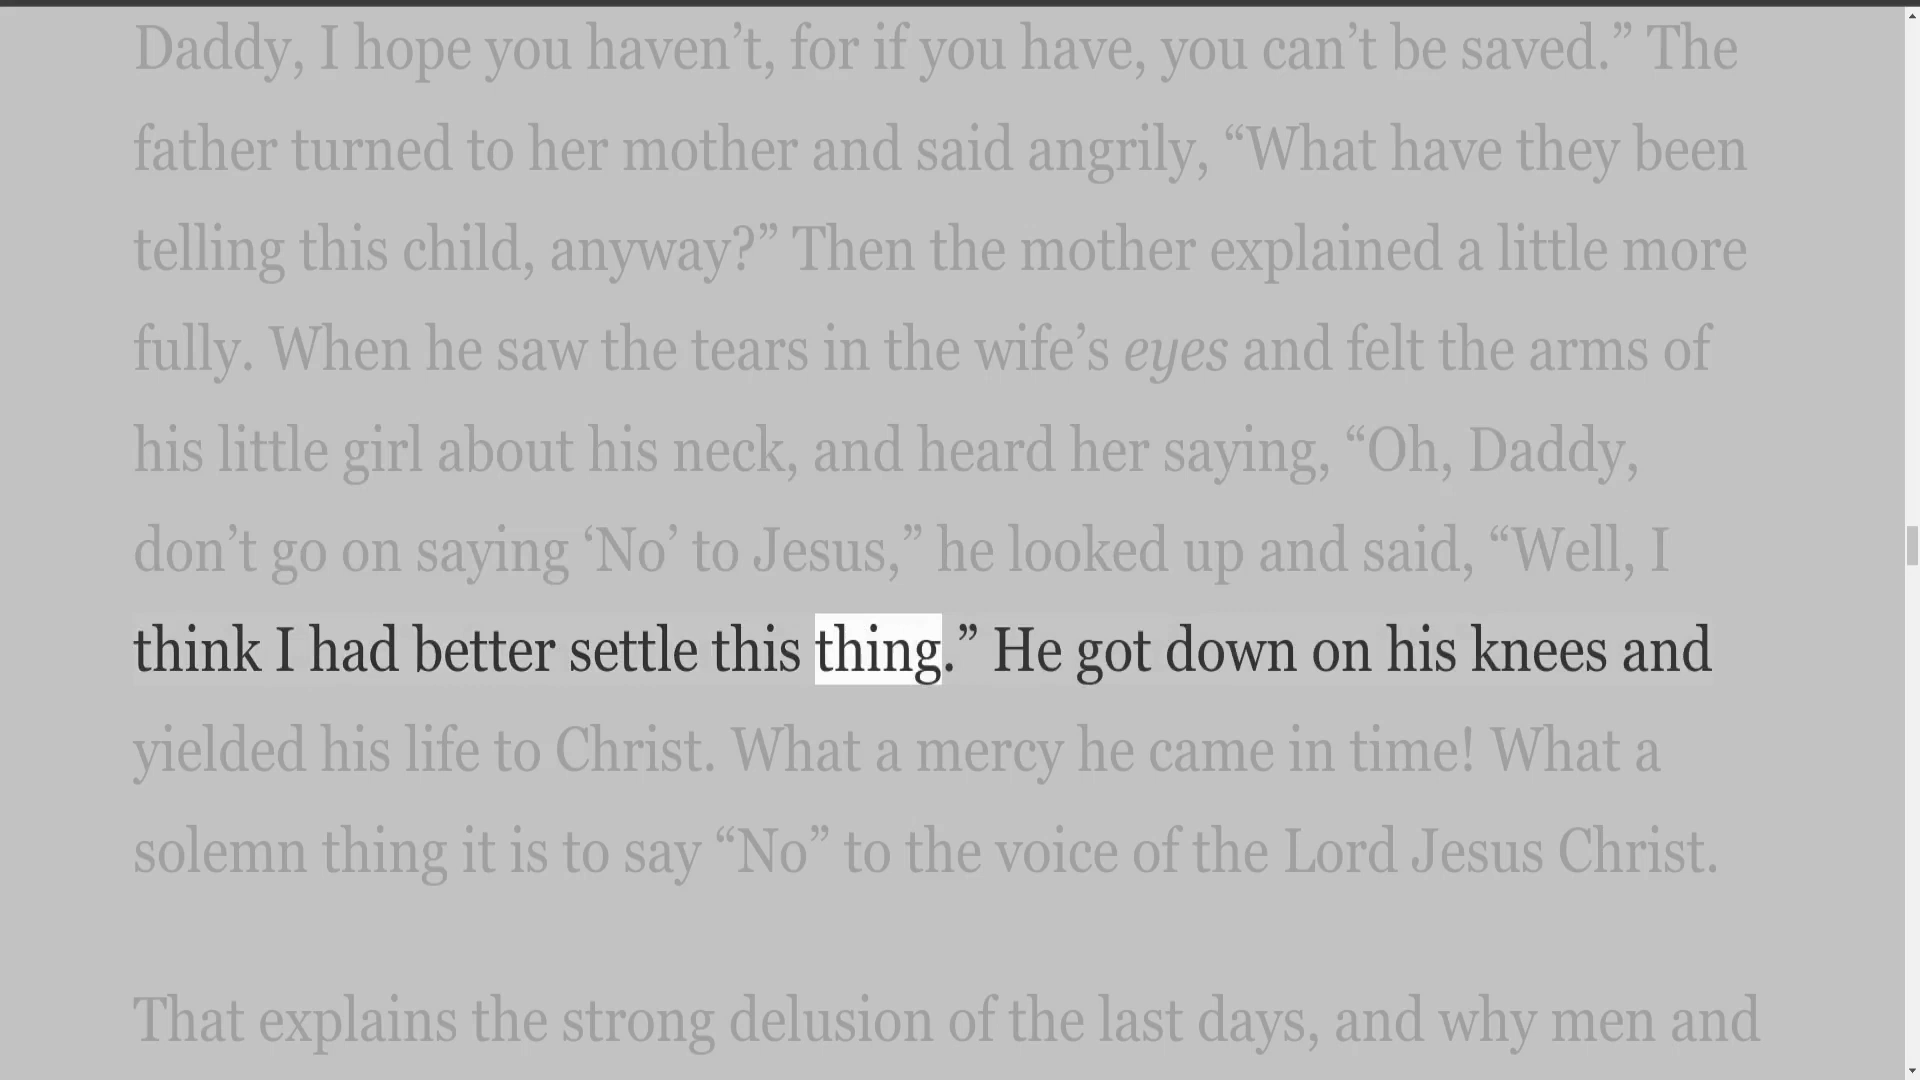 Daddy, I hope you haven’t, for if you have, you can’t be saved.” The
father turned to her mother and said angrily, “What have they been
telling this child, anyway?” Then the mother explained a little more
fully. When he saw the tears in the wife’s eyes and felt the arms of
his little girl about his neck, and heard her saying, “Oh, Daddy,
don’t go on saying ‘No’ to Jesus,” he looked up and said, “Well, I
think I had better settle this thing.” He got down on his knees and
yielded his life to Christ. What a mercy he came in time! What a
solemn thing it is to say “No” to the voice of the Lord Jesus Christ.
That explains the strong delusion of the last days, and why men and